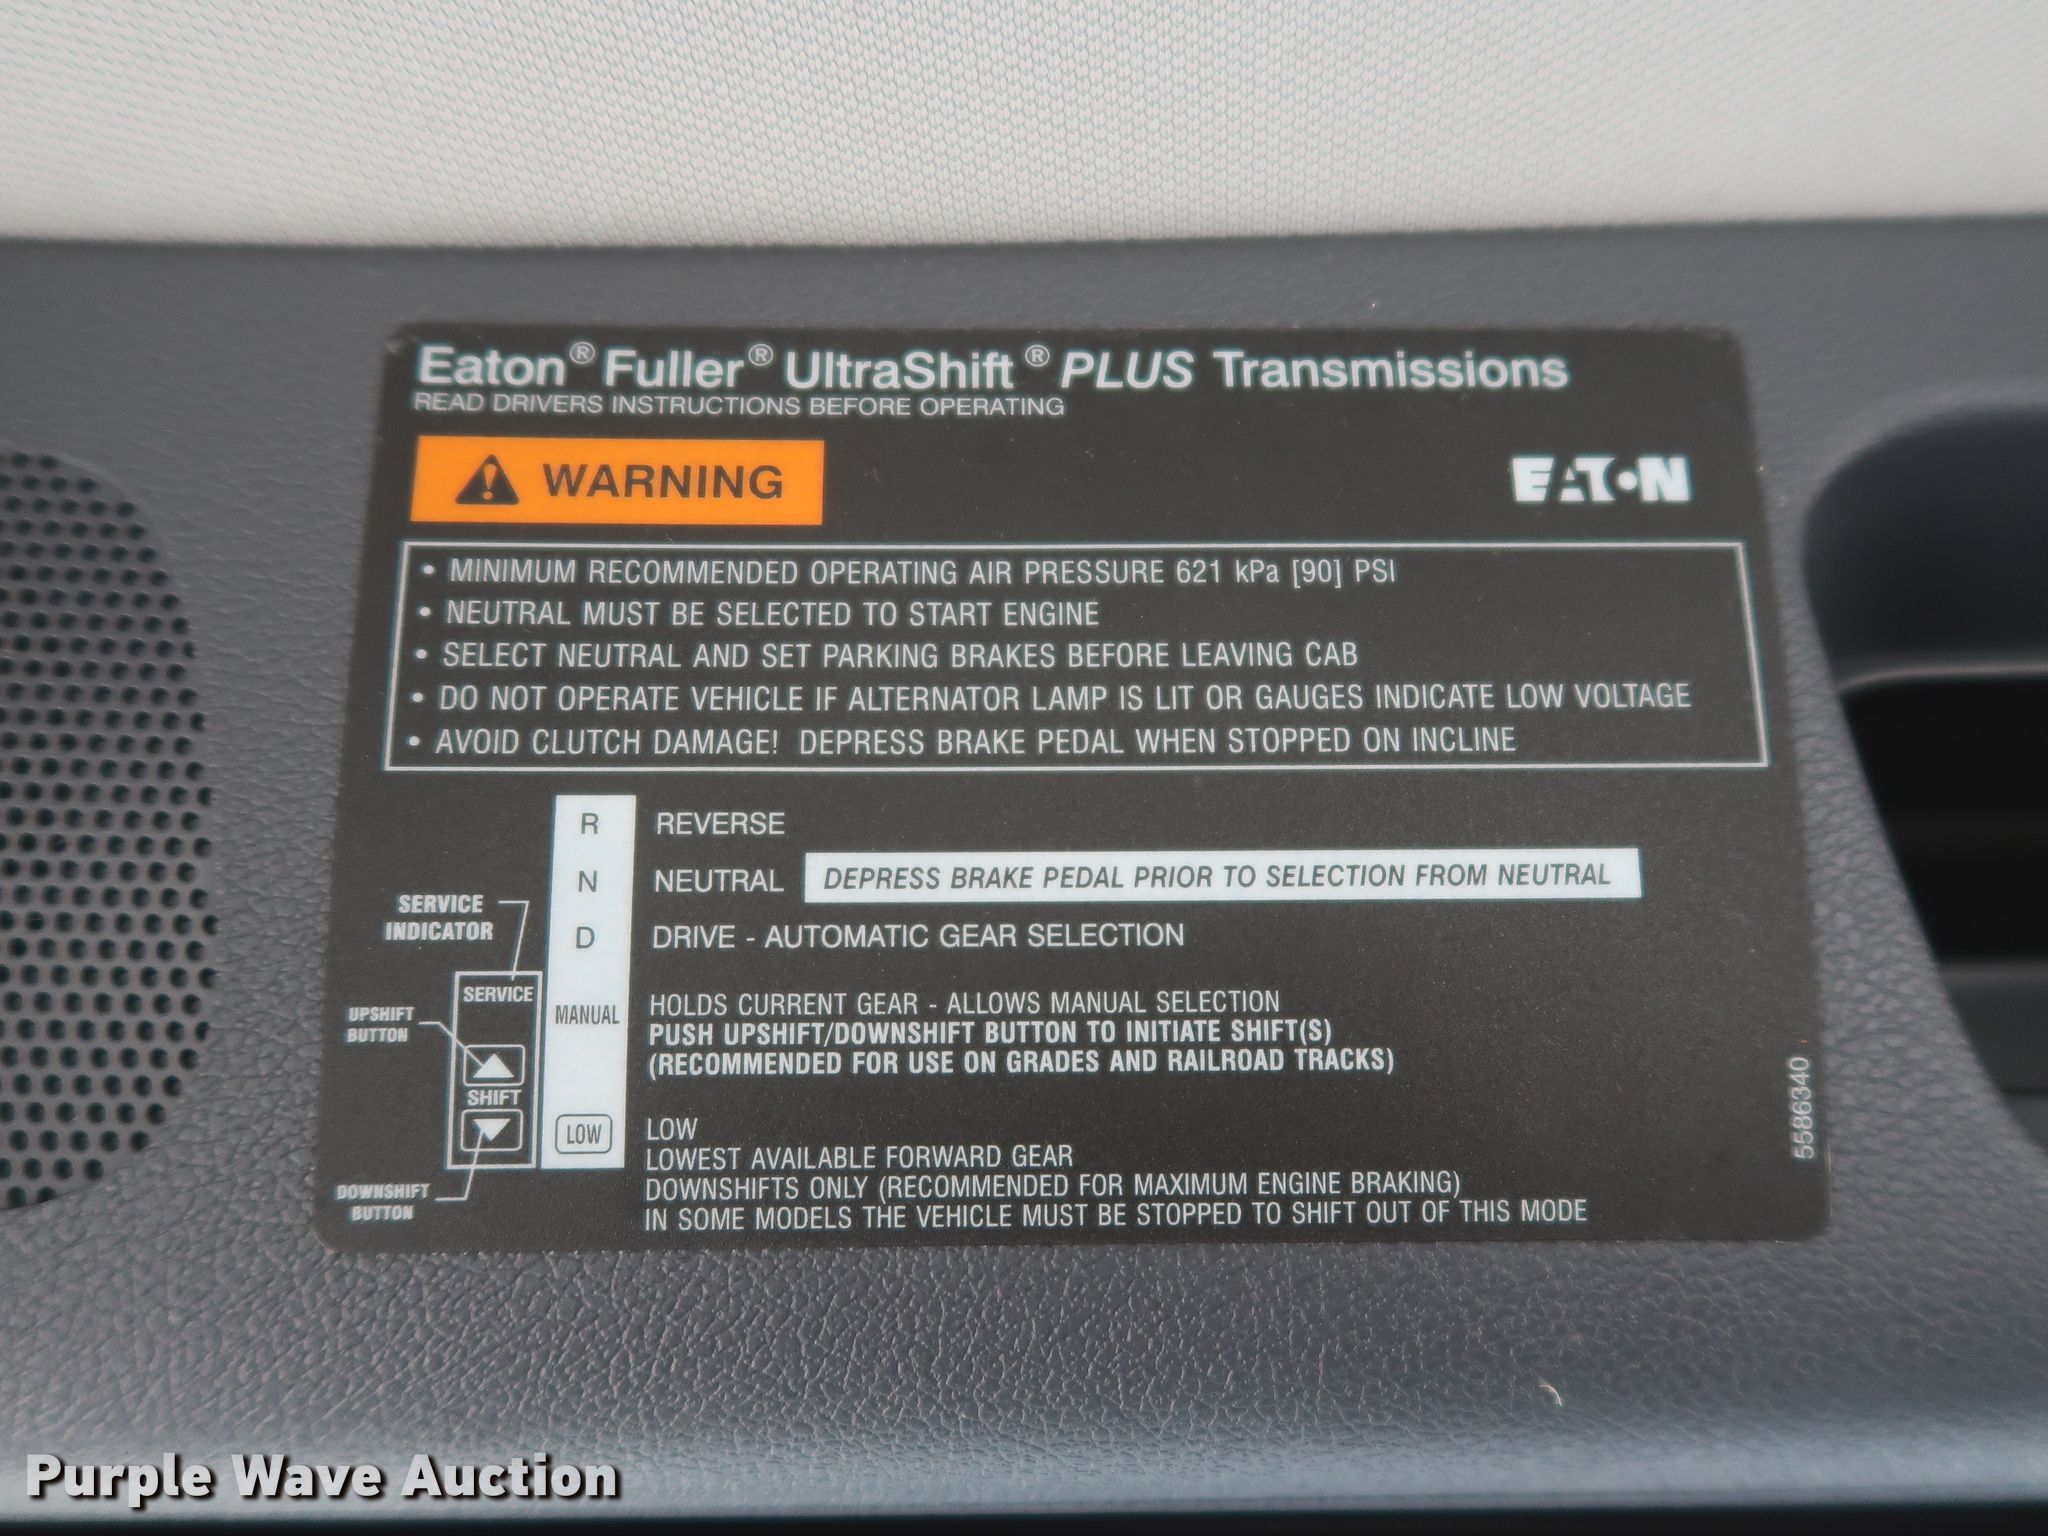 Eaton® Fuller® UltraShift® PLUS Transmissions
READ DRIVERS INSTRUCTIONS BEFORE OPERATING
WARNING
EATON
• MINIMUM RECOMMENDED OPERATING AIR PRESSURE 621 kPa [90] PSI
• NEUTRAL MUST BE SELECTED TO START ENGINE
• SELECT NEUTRAL AND SET PARKING BRAKES BEFORE LEAVING CAB
• DO NOT OPERATE VEHICLE IF ALTERNATOR LAMP IS LIT OR GAUGES INDICATE LOW VOLTAGE
• AVOID CLUTCH DAMAGE! DEPRESS BRAKE PEDAL WHEN STOPPED ON INCLINE
R REVERSE
N NEUTRAL DEPRESS BRAKE PEDAL PRIOR TO SELECTION FROM NEUTRAL
D DRIVE - AUTOMATIC GEAR SELECTION
SERVICE
INDICATOR
SERVICE
UPSHIFT
BUTTON
SHIFT
DOWNSHIFT
BUTTON
MANUAL
HOLDS CURRENT GEAR - ALLOWS MANUAL SELECTION
PUSH UPSHIFT/DOWNSHIFT BUTTON TO INITIATE SHIFT(S)
(RECOMMENDED FOR USE ON GRADES AND RAILROAD TRACKS)
LOW
LOW
LOWEST AVAILABLE FORWARD GEAR
DOWNSHIFTS ONLY (RECOMMENDED FOR MAXIMUM ENGINE BRAKING)
IN SOME MODELS THE VEHICLE MUST BE STOPPED TO SHIFT OUT OF THIS MODE
5586340
Purple Wave Auction